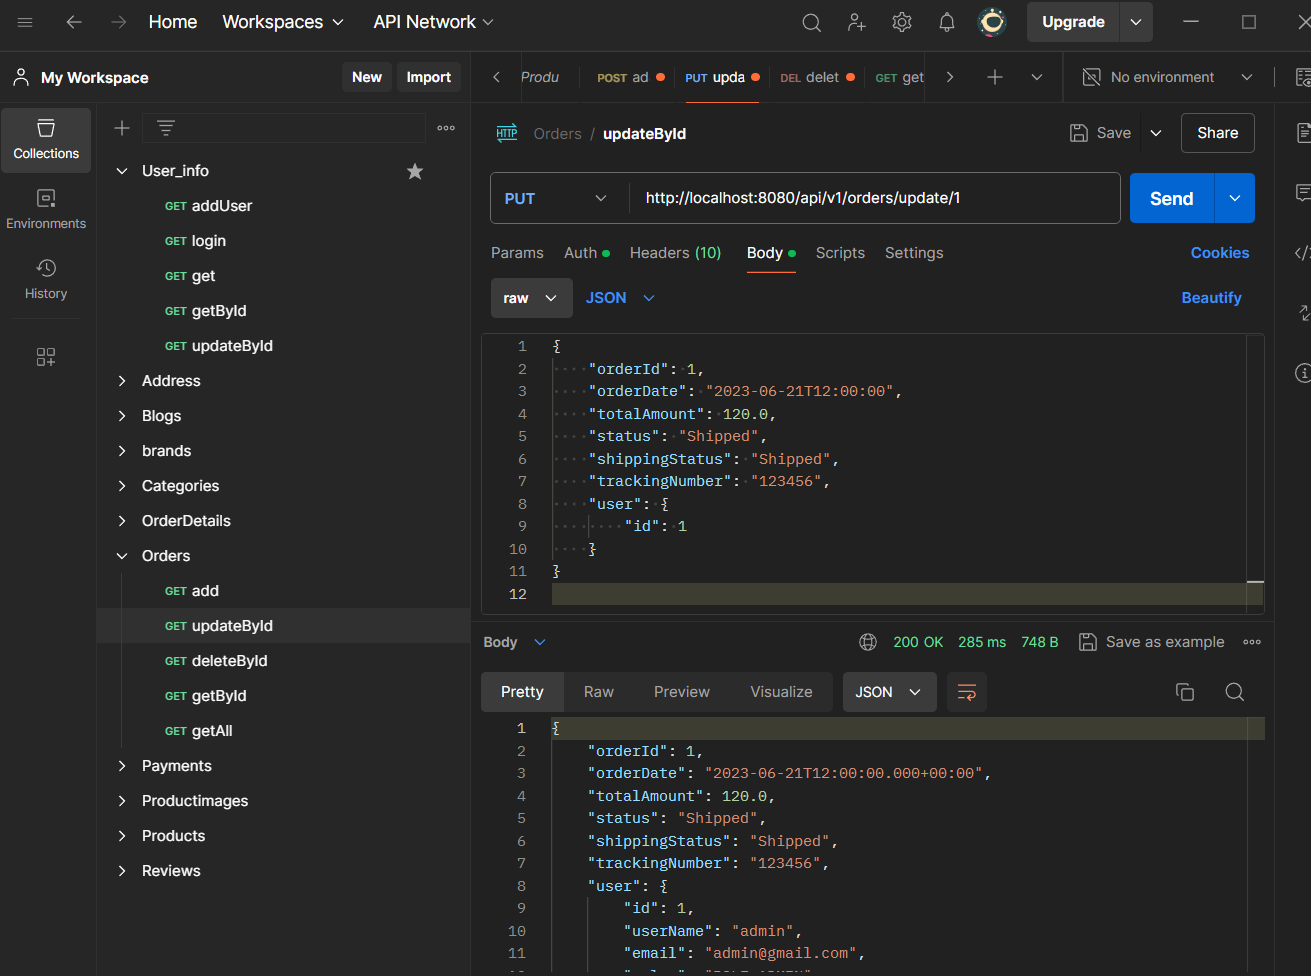 Home Workspaces API Network Upgrade
My Workspace New Import Produ POST ad PUT upda DEL delet GET get No environment
Collections
Environments
History
User_info
GET addUser
GET login
GET get
GET getById
GET updateById
Address
Blogs
brands
Categories
OrderDetails
Orders
GET add
GET updateById
GET deleteById
GET getById
GET getAll
Payments
Productimages
Products
Reviews
HTTP Orders / updateById Save Share
PUT http://localhost:8080/api/v1/orders/update/1 Send
Params Auth Headers (10) Body Scripts Settings Cookies
raw JSON Beautify
1 {
2 "orderId": 1,
3 "orderDate": "2023-06-21T12:00:00",
4 "totalAmount": 120.0,
5 "status": "Shipped",
6 "shippingStatus": "Shipped",
7 "trackingNumber": "123456",
8 "user": {
9 "id": 1
10 }
11 }
12
Body 200 OK 285 ms 748 B Save as example
Pretty Raw Preview Visualize JSON
1 {
2 "orderId": 1,
3 "orderDate": "2023-06-21T12:00:00.000+00:00",
4 "totalAmount": 120.0,
5 "status": "Shipped",
6 "shippingStatus": "Shipped",
7 "trackingNumber": "123456",
8 "user": {
9 "id": 1,
10 "userName": "admin",
11 "email": "admin@gmail.com",